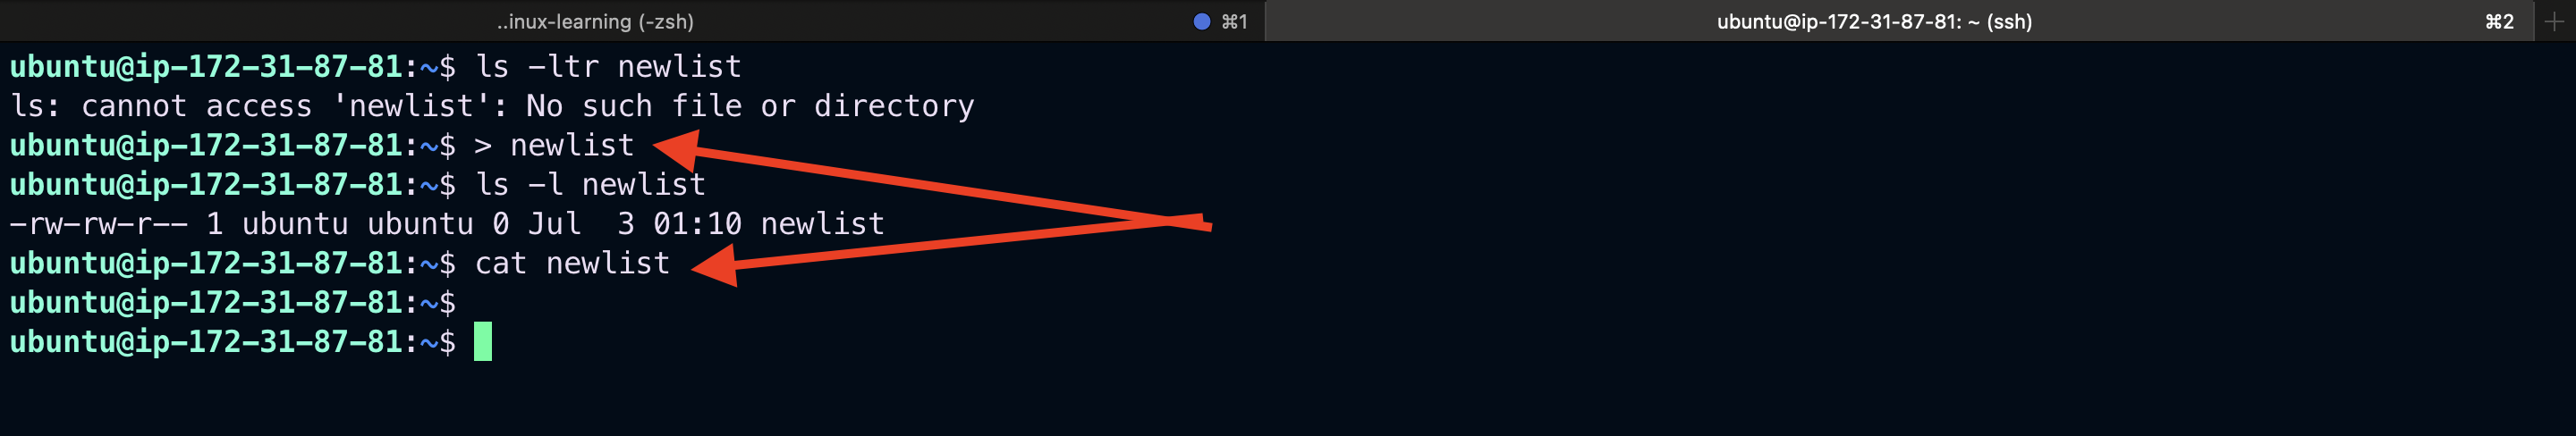 ..inux-learning (-zsh) ⌘1 ubuntu@ip-172-31-87-81: ~ (ssh) ⌘2
ubuntu@ip-172-31-87-81:~$ ls -ltr newlist
ls: cannot access 'newlist': No such file or directory
ubuntu@ip-172-31-87-81:~$ > newlist
ubuntu@ip-172-31-87-81:~$ ls -l newlist
-rw-rw-r-- 1 ubuntu ubuntu 0 Jul  3 01:10 newlist
ubuntu@ip-172-31-87-81:~$ cat newlist
ubuntu@ip-172-31-87-81:~$
ubuntu@ip-172-31-87-81:~$